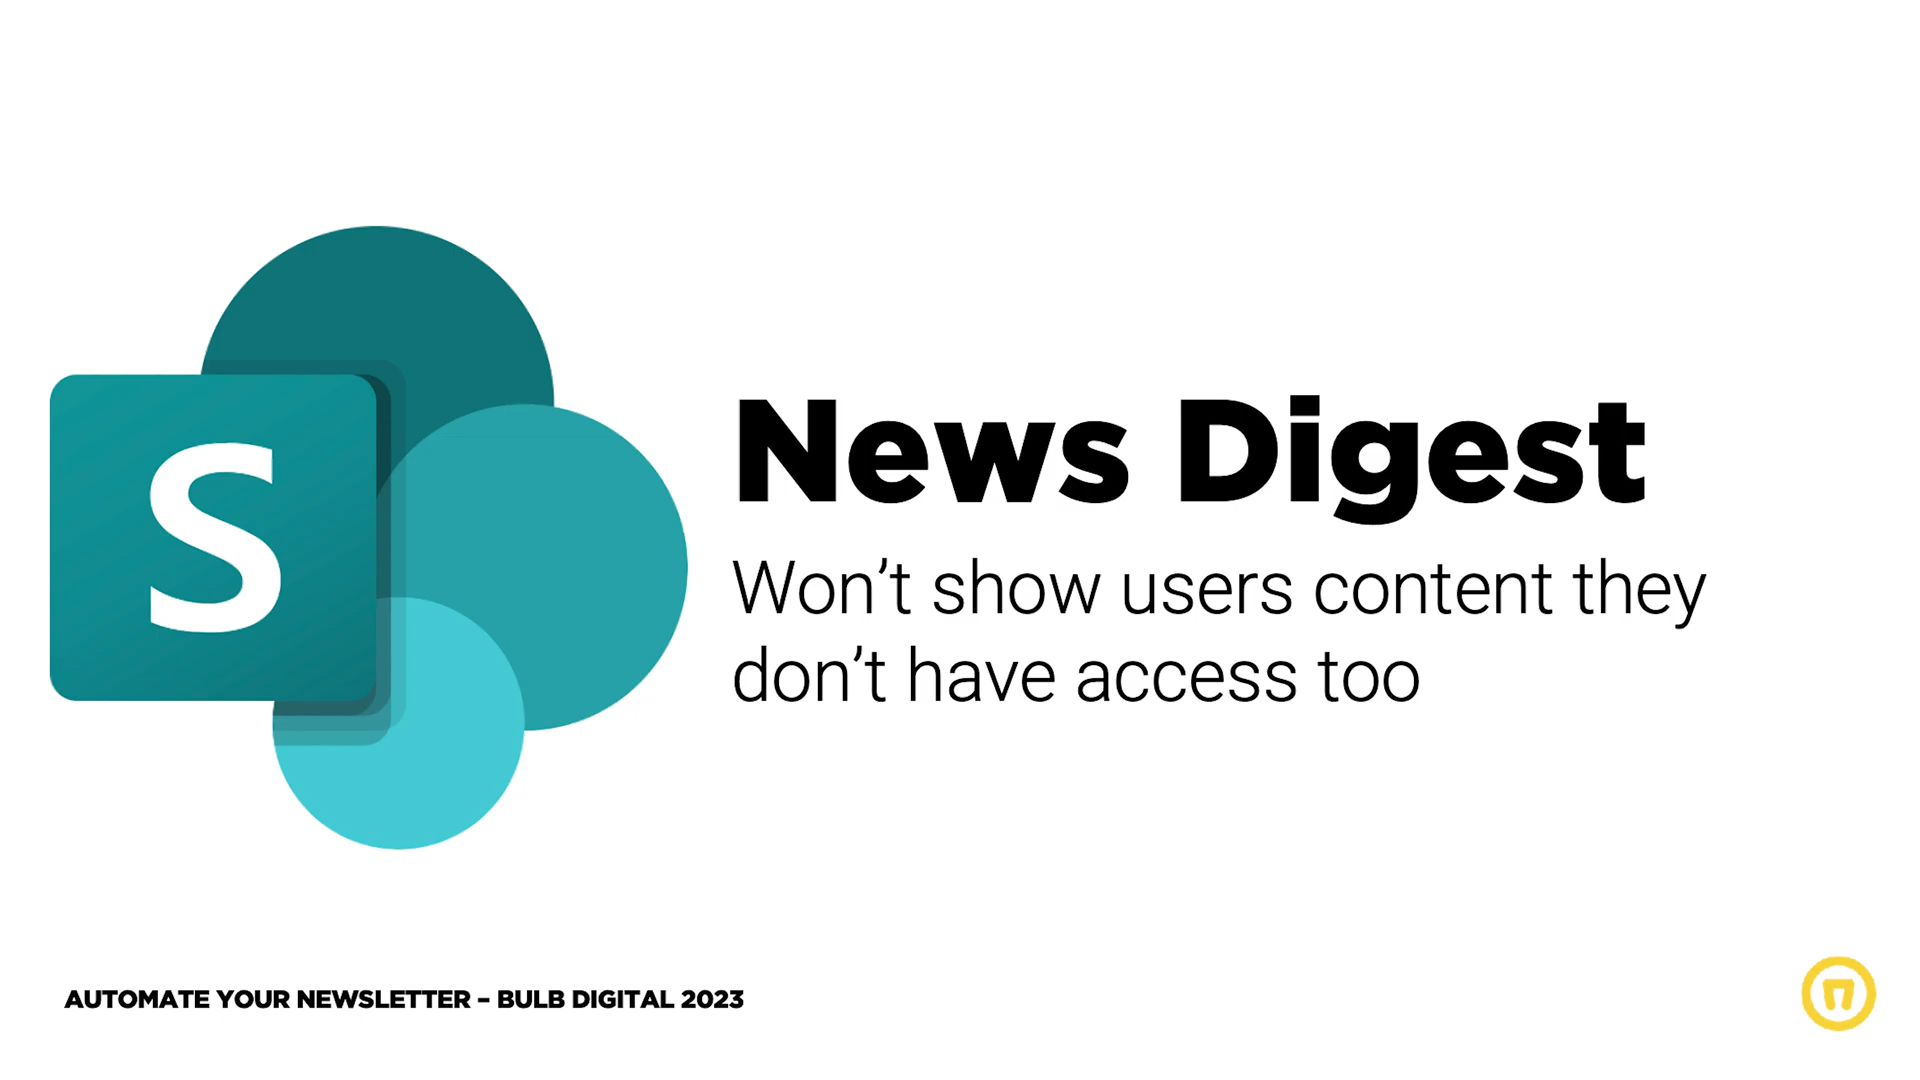 S
News Digest
Won’t show users content they
don’t have access too
AUTOMATE YOUR NEWSLETTER – BULB DIGITAL 2023